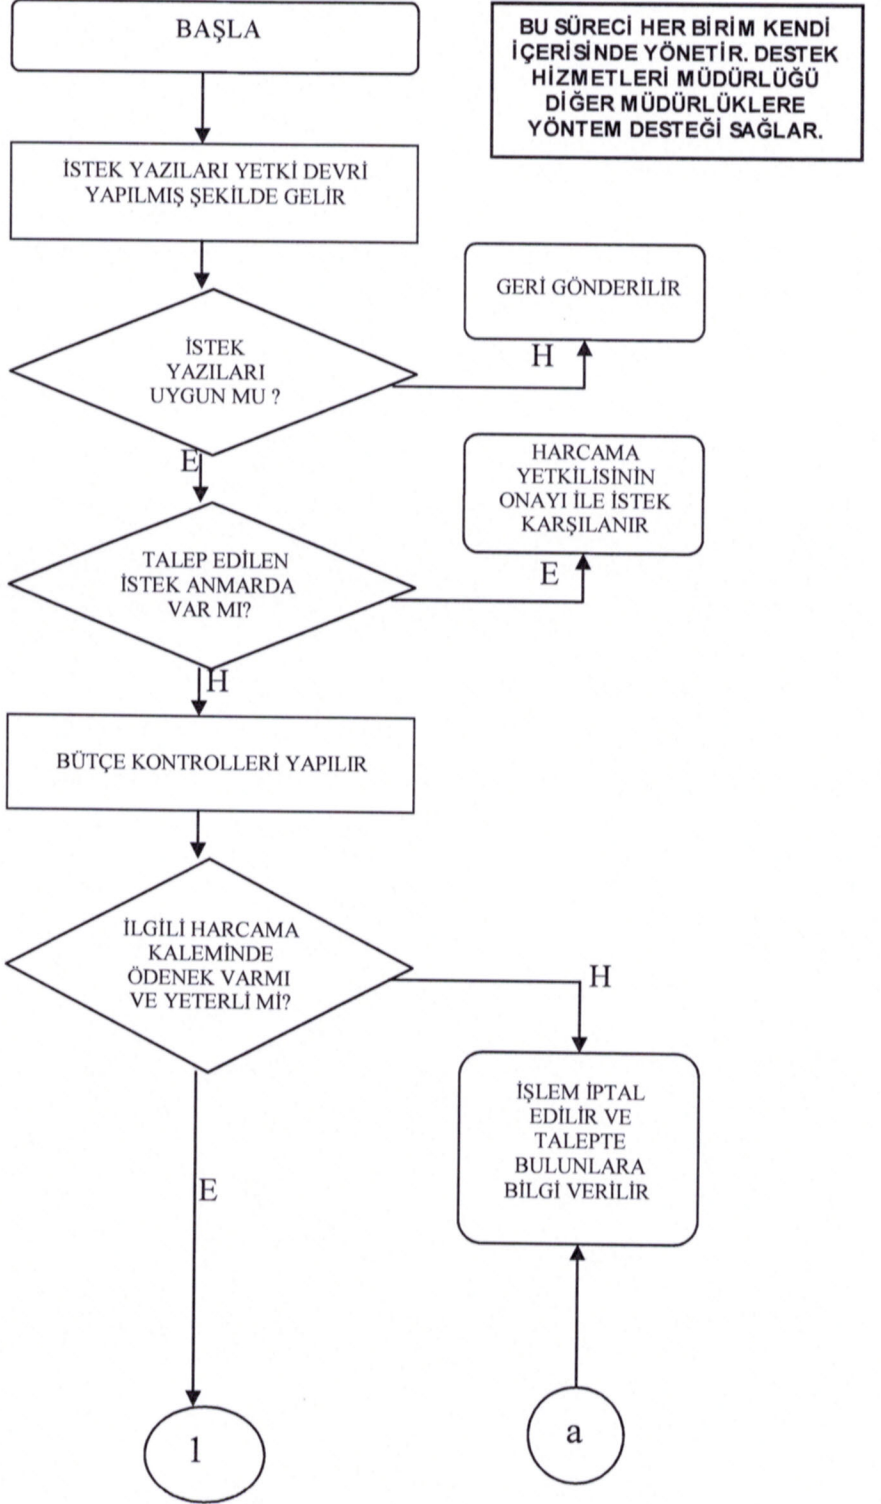 BAŞLA
BU SÜRECİ HER BİRİM KENDİ
İÇERİSİNDE YÖNETİR. DESTEK
HİZMETLERİ MÜDÜRLÜĞÜ
DİĞER MÜDÜRLÜKLERE
YÖNTEM DESTEĞİ SAĞLAR.
İSTEK YAZILARI YETKİ DEVRİ
YAPILMIŞ ŞEKİLDE GELİR
GERİ GÖNDERİLİR
H
İSTEK
YAZILARI
UYGUN MU ?
E
HARCAMA
YETKİLİSİNİN
ONAYI İLE İSTEK
KARŞILANIR
E
TALEP EDİLEN
İSTEK ANMARDA
VAR MI?
H
BÜTÇE KONTROLLERİ YAPILIR
İLGİLİ HARCAMA
KALEMİNDE
ÖDENEK VARMI
VE YETERLİ Mİ?
H
İŞLEM İPTAL
EDİLİR VE
TALEPTE
BULUNLARA
BİLGİ VERİLİR
E
1
a